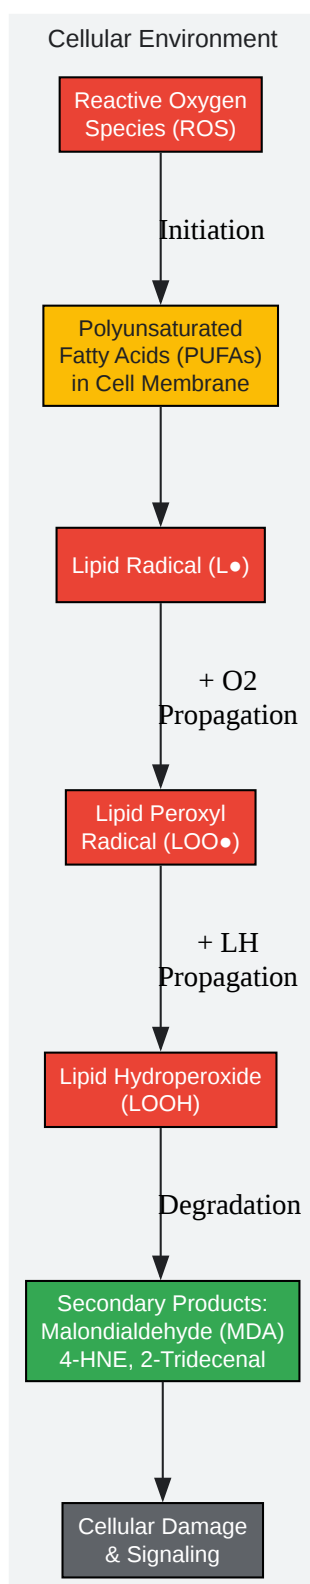 Cellular Environment
Reactive Oxygen
Species (ROS)
Initiation
Polyunsaturated
Fatty Acids (PUFAs)
in Cell Membrane
Lipid Radical (L●)
+ O2
Propagation
Lipid Peroxyl
Radical (LOO●)
+ LH
Propagation
Lipid Hydroperoxide
(LOOH)
Degradation
Secondary Products:
Malondialdehyde (MDA)
4-HNE, 2-Tridecenal
Cellular Damage
& Signaling